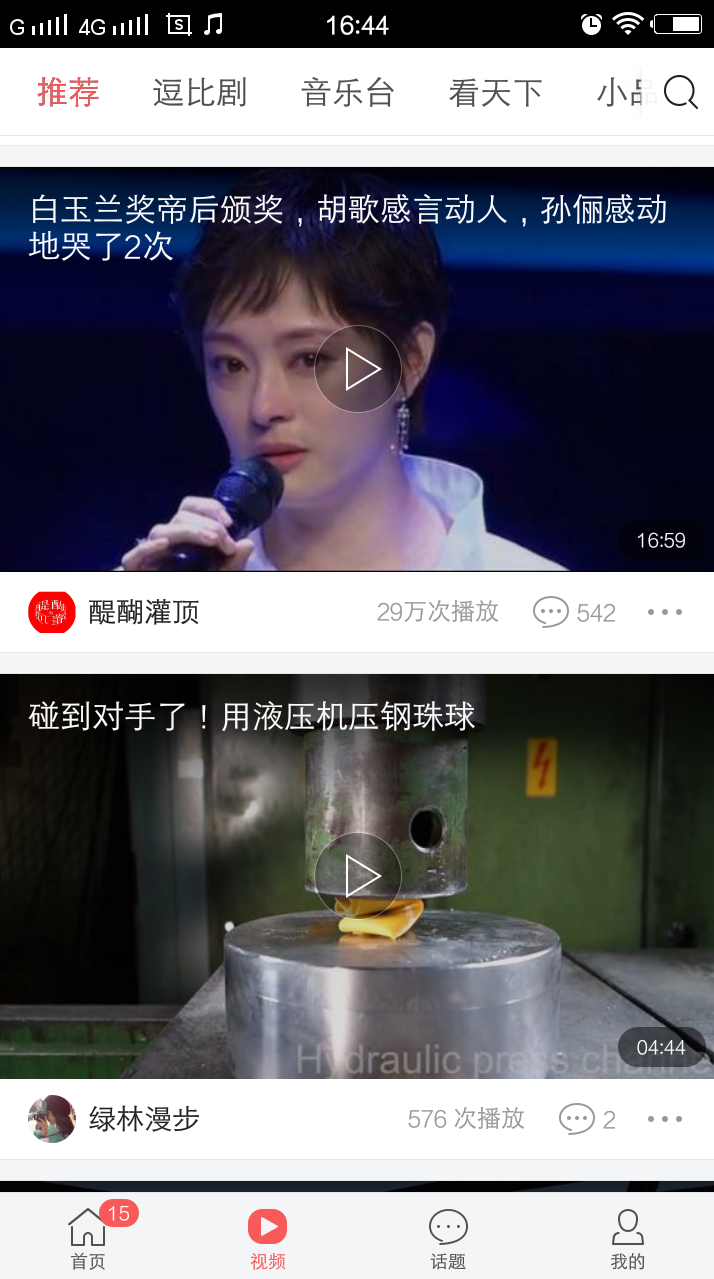 G 4G S 16:44
推荐 逗比剧 音乐台 看天下 小品
白玉兰奖帝后颁奖，胡歌感言动人，孙俪感动
地哭了2次
16:59
醍醐灌顶 29万次播放 542
碰到对手了！用液压机压钢珠球
Hydraulic press chann
04:44
绿林漫步 576 次播放 2
15
首页 视频 话题 我的